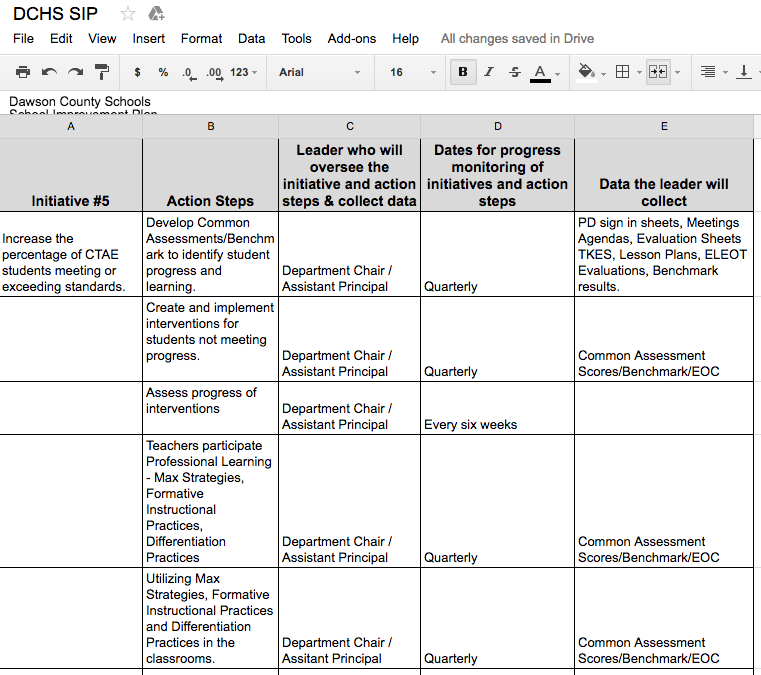 DCHS SIP
File Edit View Insert Format Data Tools Add-ons Help All changes saved in Drive
$ % .0 .00 123 Arial 16 B I S A
Dawson County Schools
School Improvement Plan
A B C D E
Initiative #5
Action Steps
Leader who will
oversee the
initiative and action
steps & collect data
Dates for progress
monitoring of
initiatives and action
steps
Data the leader will
collect
Increase the
percentage of CTAE
students meeting or
exceeding standards.
Develop Common
Assessments/Benchm
ark to identify student
progress and
learning.
Department Chair /
Assistant Principal
Quarterly
PD sign in sheets, Meetings
Agendas, Evaluation Sheets
TKES, Lesson Plans, ELEOT
Evaluations, Benchmark
results.
Create and implement
interventions for
students not meeting
progress.
Department Chair /
Assistant Principal
Quarterly
Common Assessment
Scores/Benchmark/EOC
Assess progress of
interventions
Department Chair /
Assistant Principal
Every six weeks
Teachers participate
Professional Learning
- Max Strategies,
Formative
Instructional
Practices,
Differentiation
Practices
Department Chair /
Assistant Principal
Quarterly
Common Assessment
Scores/Benchmark/EOC
Utilizing Max
Strategies, Formative
Instructional Practices
and Differentiation
Practices in the
classrooms.
Department Chair /
Assitant Principal
Quarterly
Common Assessment
Scores/Benchmark/EOC